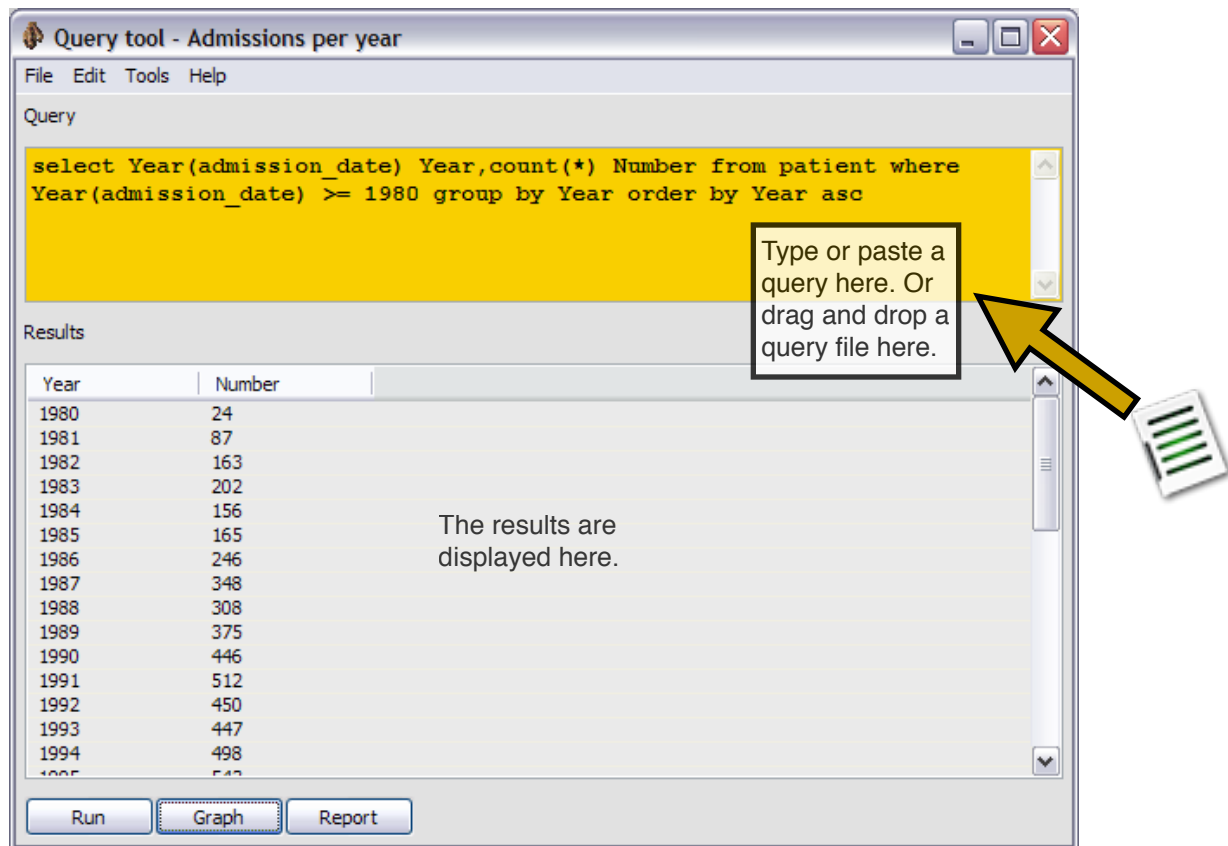 Query tool - Admissions per year
File Edit Tools Help
Query
select Year(admission_date) Year,count(*) Number from patient where
Year(admission_date) >= 1980 group by Year order by Year asc
Type or paste a
query here. Or
drag and drop a
query file here.
Results
Year Number
1980 24
1981 87
1982 163
1983 202
1984 156
1985 165
1986 246
1987 348
1988 308
1989 375
1990 446
1991 512
1992 450
1993 447
1994 498
The results are
displayed here.
Run Graph Report